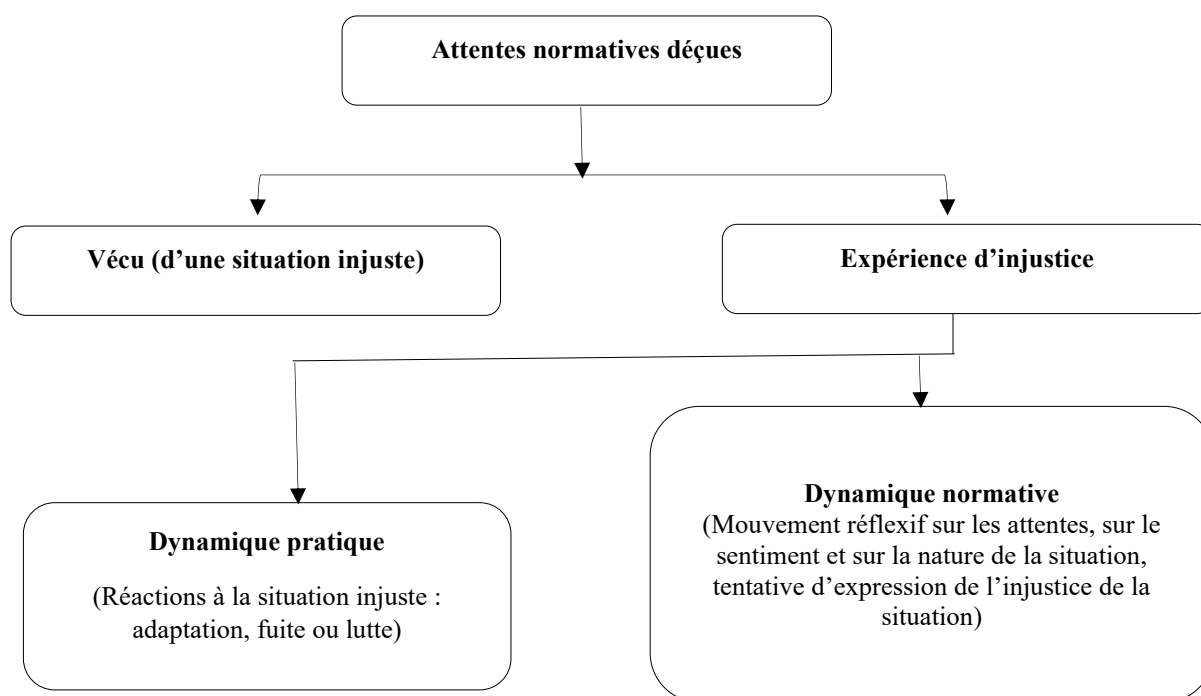 Attentes normatives déçues
Vécu (d’une situation injuste)
Expérience d’injustice
Dynamique pratique
(Réactions à la situation injuste :
adaptation, fuite ou lutte)
Dynamique normative
(Mouvement réflexif sur les attentes, sur le
sentiment et sur la nature de la situation,
tentative d’expression de l’injustice de la
situation)